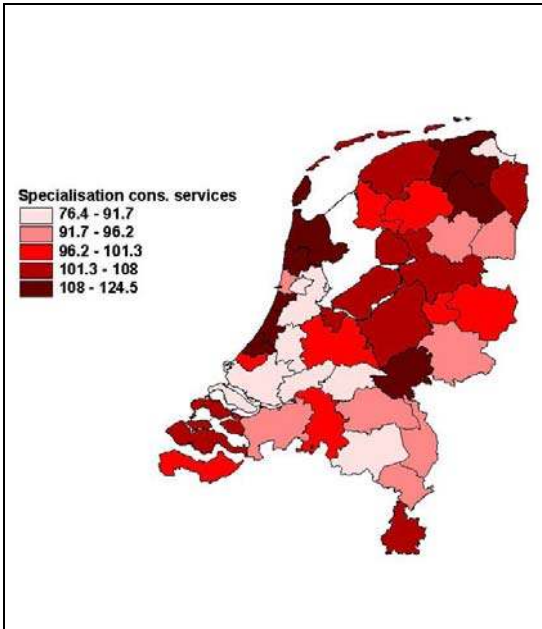 Specialisation cons. services
76.4 - 91.7
91.7 - 96.2
96.2 - 101.3
101.3 - 108
108 - 124.5